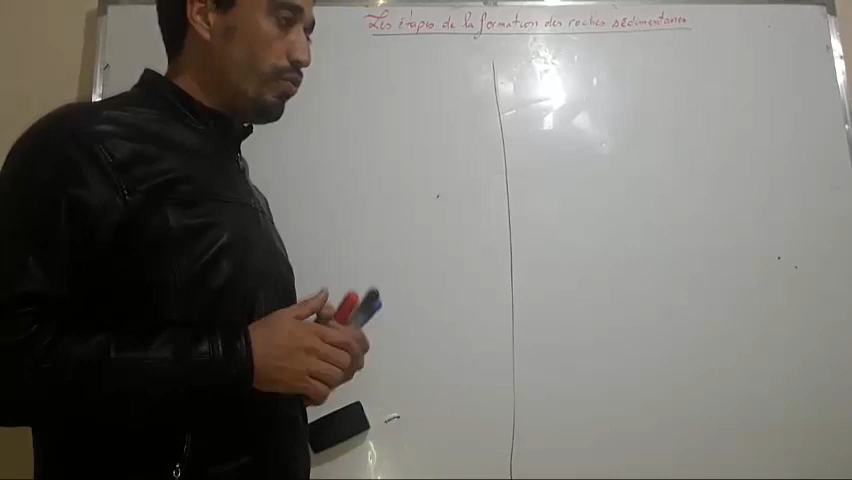 Les étapes de la formation des roches sédimentaires